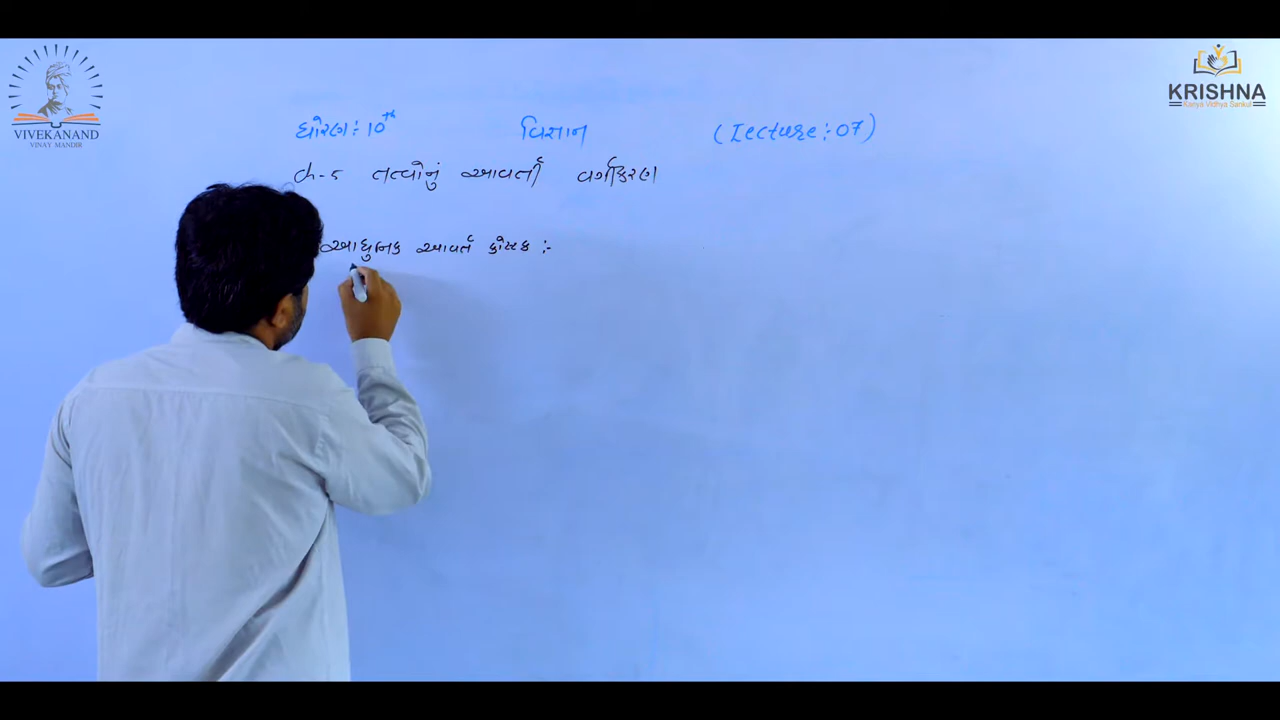 VIVEKANAND
VINAY MANDIR
KRISHNA
Karya Vidhya Sankul
ધોરણ : 10th વિજ્ઞાન (Lecture : 07)
ch - 5 તત્વોનું આવર્તી વર્ગીકરણ
આધુનિક આવર્ત કોષ્ટક :-